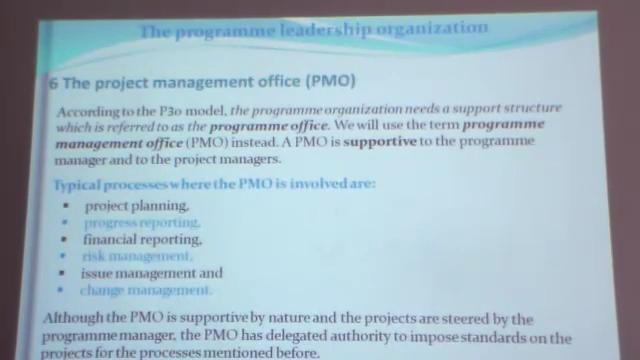 The programme leadership organization
6 The project management office (PMO)
According to the P3o model, the programme organization needs a support structure
which is referred to as the programme office. We will use the term programme
management office (PMO) instead. A PMO is supportive to the programme
manager and to the project managers.
Typical processes where the PMO is involved are:
▪ project planning,
▪ progress reporting,
▪ financial reporting,
▪ risk management,
▪ issue management and
▪ change management.
Although the PMO is supportive by nature and the projects are steered by the
programme manager, the PMO has delegated authority to impose standards on the
projects for the processes mentioned before.